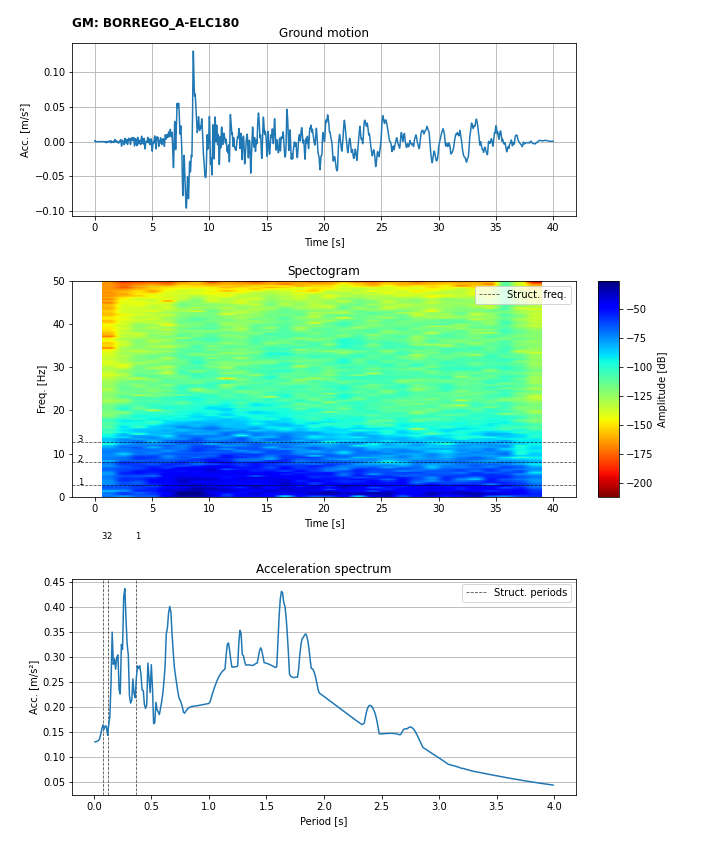 GM: BORREGO_A-ELC180
Ground motion
0.10
0.05
0.00
−0.05
−0.10
Acc. [m/s²]
0 5 10 15 20 25 30 35 40
Time [s]
Spectogram
50
40
30
20
10
0
Freq. [Hz]
Struct. freq.
3
2
1
0 5 10 15 20 25 30 35 40
Time [s]
−50
−75
−100
−125
−150
−175
−200
Amplitude [dB]
32 1
Acceleration spectrum
0.45
0.40
0.35
0.30
0.25
0.20
0.15
0.10
0.05
Acc. [m/s²]
Struct. periods
0.0 0.5 1.0 1.5 2.0 2.5 3.0 3.5 4.0
Period [s]